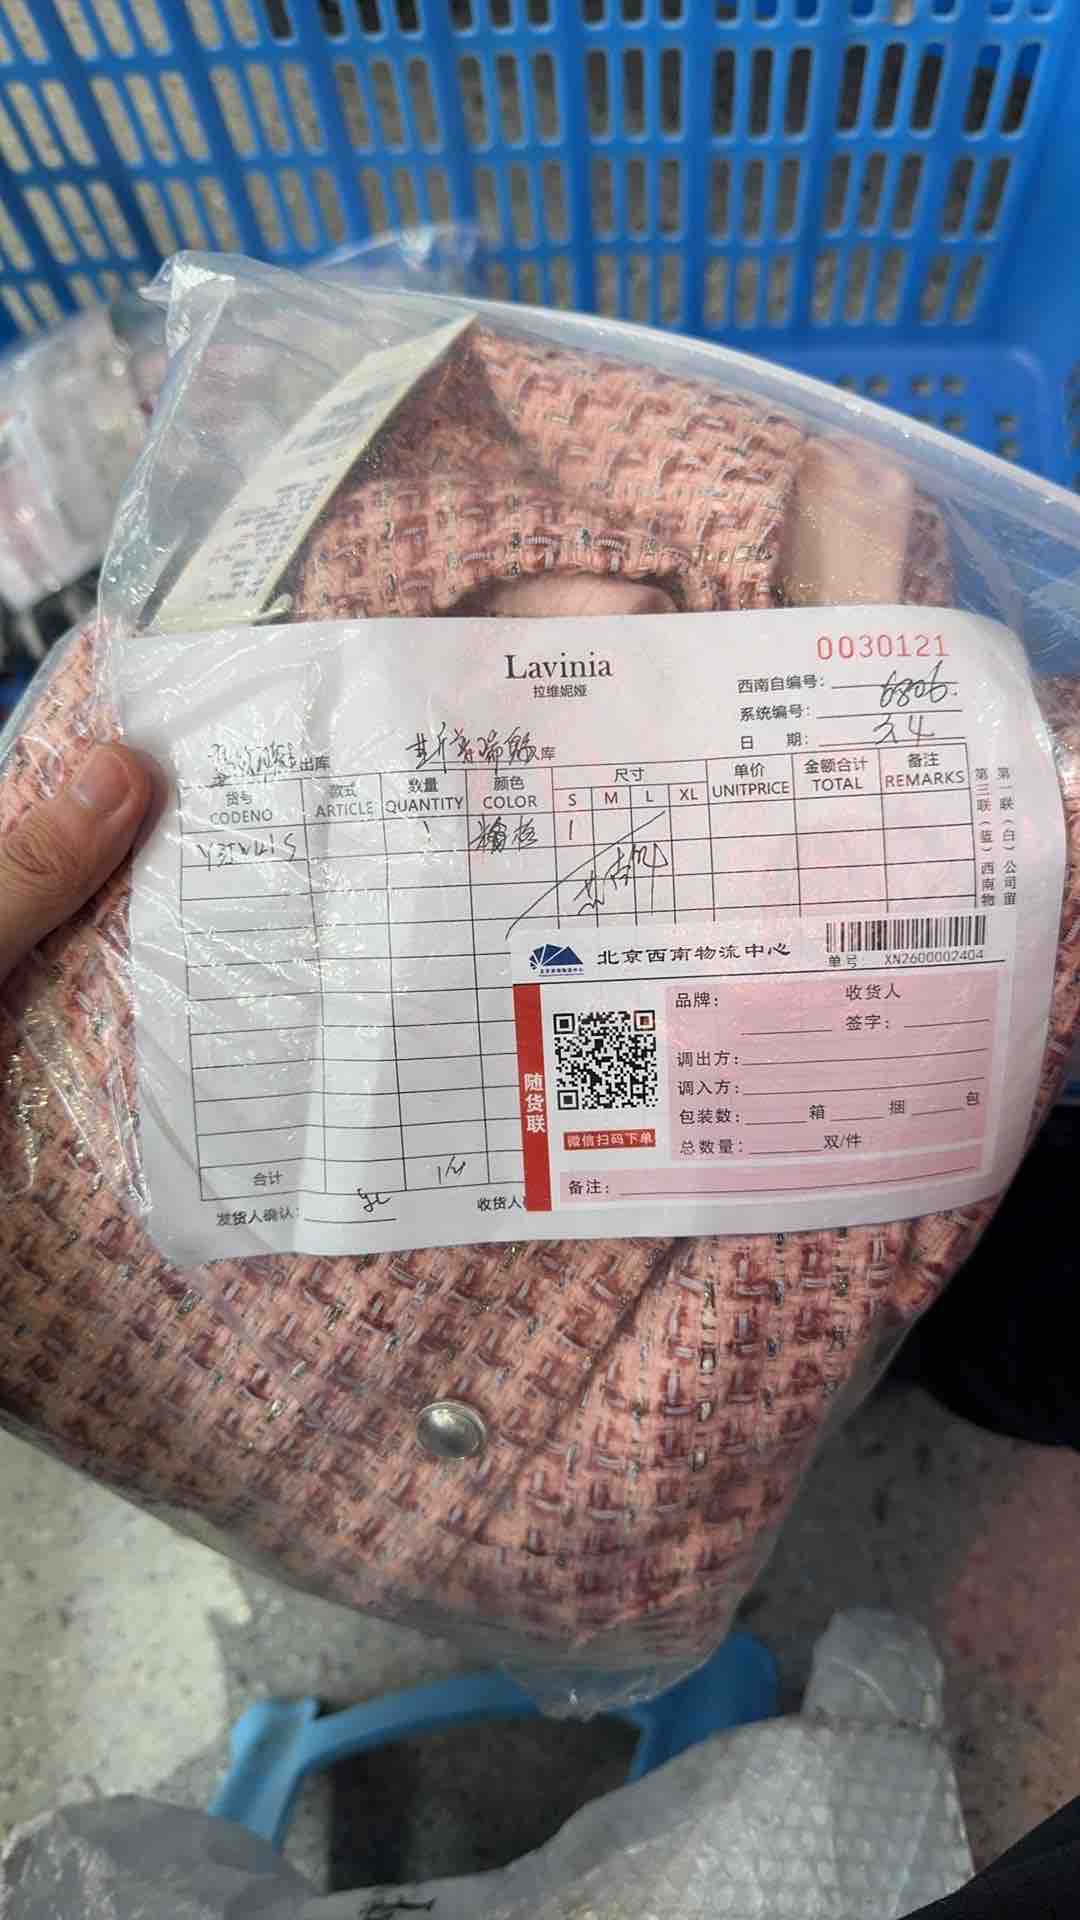 0030121
Lavinia
拉维妮娅
西南自编号: 6806.
系统编号:
日 期: 3.4
出库
库
货号 款式 数量 颜色 尺寸 单价 金额合计 备注
CODENO ARTICLE QUANTITY COLOR S M L XL UNITPRICE TOTAL REMARKS
1 1
第一联(白)公司留
第三联(蓝)西南物
合计
发货人确认:
收货人
北京西南物流中心
单号 XN2600002404
随货联
微信扫码下单
品牌: 收货人
签字:
调出方:
调入方:
包装数: 箱 捆 包
总数量: 双/件
备注: